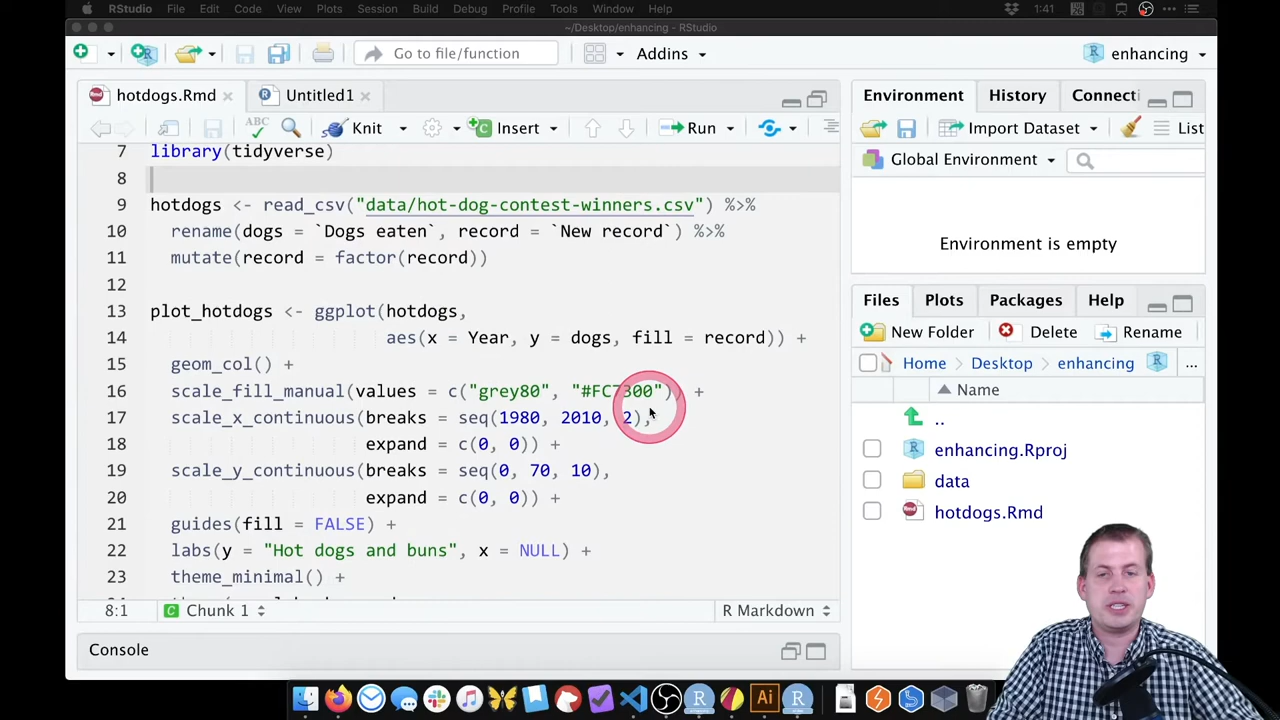 RStudio File Edit Code View Plots Session Build Debug Profile Tools Window Help 1:41
~/Desktop/enhancing - RStudio
Go to file/function Addins enhancing
hotdogs.Rmd Untitled1
ABC Knit Insert Run
7 library(tidyverse)
8
9 hotdogs <- read_csv("data/hot-dog-contest-winners.csv") %>%
10 rename(dogs = `Dogs eaten`, record = `New record`) %>%
11 mutate(record = factor(record))
12
13 plot_hotdogs <- ggplot(hotdogs,
14 aes(x = Year, y = dogs, fill = record)) +
15 geom_col() +
16 scale_fill_manual(values = c("grey80", "#FC7300")) +
17 scale_x_continuous(breaks = seq(1980, 2010, 2),
18 expand = c(0, 0)) +
19 scale_y_continuous(breaks = seq(0, 70, 10),
20 expand = c(0, 0)) +
21 guides(fill = FALSE) +
22 labs(y = "Hot dogs and buns", x = NULL) +
23 theme_minimal() +
8:1 C Chunk 1 R Markdown
Console
Environment History Connecti
Import Dataset List
Global Environment
Environment is empty
Files Plots Packages Help
New Folder Delete Rename
Home Desktop enhancing ...
Name
..
enhancing.Rproj
data
hotdogs.Rmd
Ai